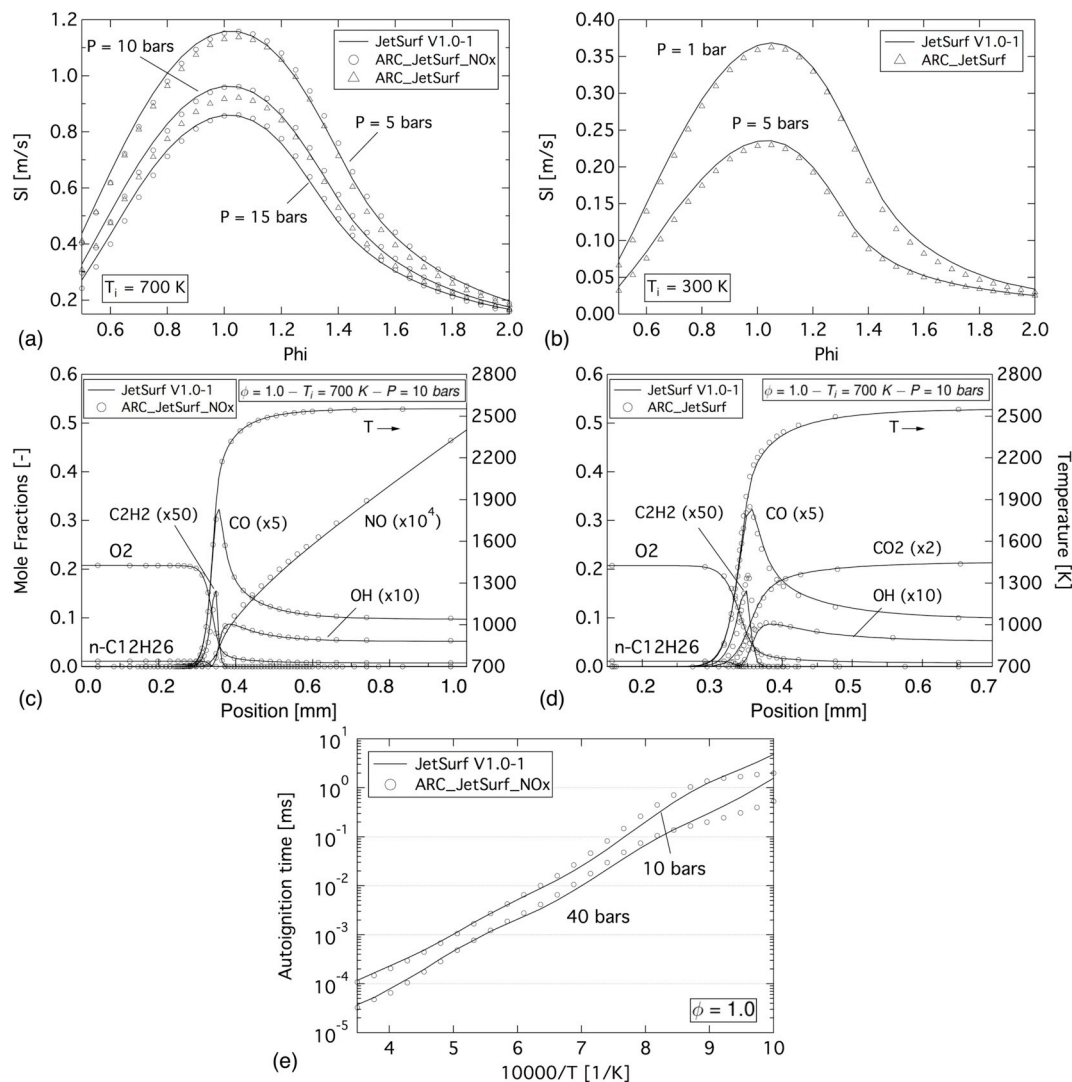 1.2
1.0
0.8
0.6
0.4
0.2
Sl [m/s]
P = 10 bars
JetSurf V1.0-1
ARC_JetSurf_NOx
ARC_JetSurf
P = 5 bars
P = 15 bars
T i = 700 K
0.6 0.8 1.0 1.2 1.4 1.6 1.8 2.0
(a)
Phi
0.40
0.35
0.30
0.25
0.20
0.15
0.10
0.05
0.00
Sl [m/s]
P = 1 bar
JetSurf V1.0-1
ARC_JetSurf
P = 5 bars
T i = 300 K
0.6 0.8 1.0 1.2 1.4 1.6 1.8 2.0
(b)
Phi
0.6
0.5
0.4
0.3
0.2
0.1
0.0
Mole Fractions [-]
JetSurf V1.0-1
ARC_JetSurf_NOx
ϕ = 1.0 – T i = 700 K – P = 10 bars
T
C2H2 (x50)
CO (x5)
NO (x10^4)
O2
OH (x10)
n-C12H26
2800
2500
2200
1900
1600
1300
1000
700
0.0 0.2 0.4 0.6 0.8 1.0
(c)
Position [mm]
0.6
0.5
0.4
0.3
0.2
0.1
0.0
JetSurf V1.0-1
ARC_JetSurf
ϕ = 1.0 – T i = 700 K – P = 10 bars
T
C2H2 (x50)
CO (x5)
CO2 (x2)
O2
OH (x10)
n-C12H26
2800
2500
2200
1900
1600
1300
1000
700
Temperature [K]
0.2 0.3 0.4 0.5 0.6 0.7
(d)
Position [mm]
10^1
10^0
10^-1
10^-2
10^-3
10^-4
10^-5
Autoignition time [ms]
JetSurf V1.0-1
ARC_JetSurf_NOx
10 bars
40 bars
ϕ = 1.0
4 5 6 7 8 9 10
(e)
10000/T [1/K]